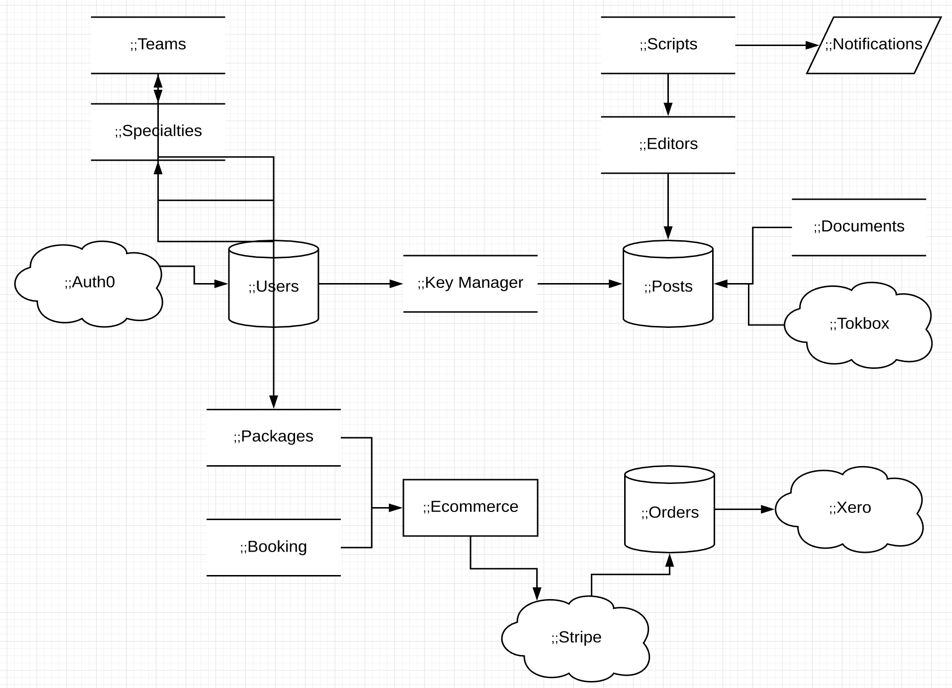 ;;Teams
;;Scripts
;;Notifications
;;Specialties
;;Editors
;;Documents
;;Auth0
;;Users
;;Key Manager
;;Posts
;;Tokbox
;;Packages
;;Ecommerce
;;Orders
;;Xero
;;Booking
;;Stripe